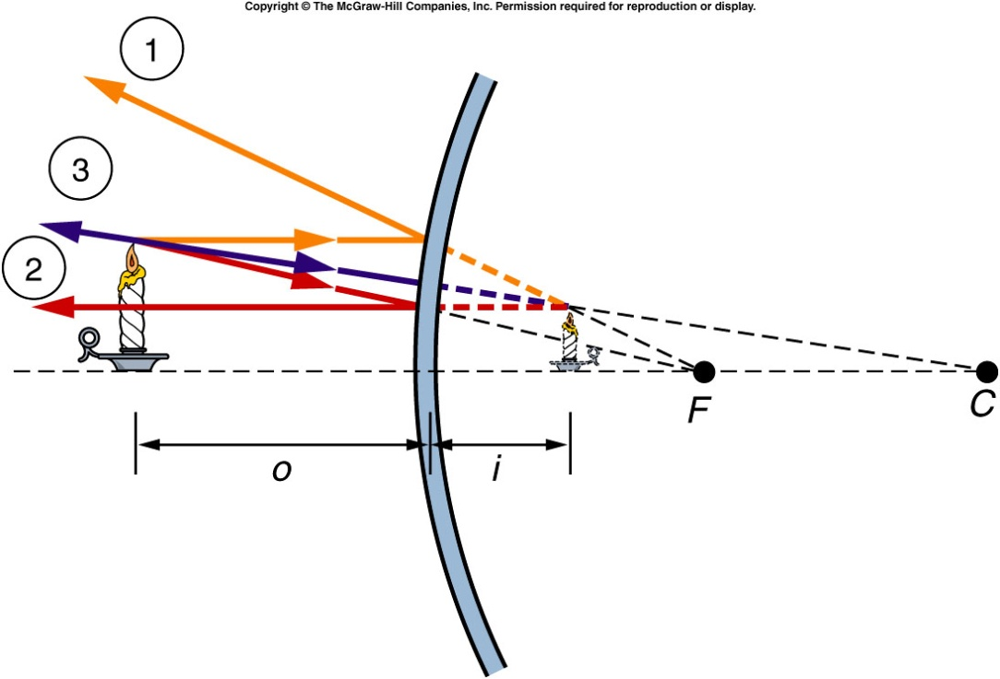 Copyright © The McGraw-Hill Companies, Inc. Permission required for reproduction or display.
1
3
2
F
C
o
i